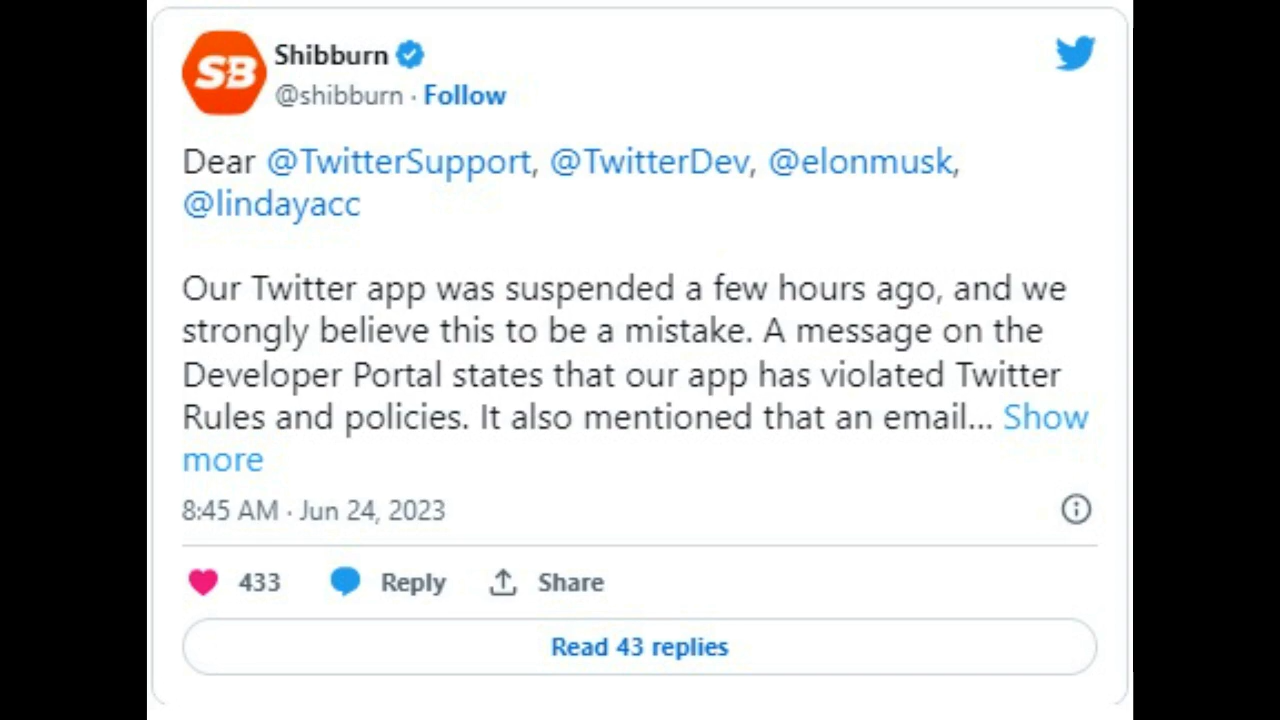 SB
Shibburn
@shibburn · Follow
Dear @TwitterSupport, @TwitterDev, @elonmusk,
@lindayacc
Our Twitter app was suspended a few hours ago, and we
strongly believe this to be a mistake. A message on the
Developer Portal states that our app has violated Twitter
Rules and policies. It also mentioned that an email... Show
more
8:45 AM · Jun 24, 2023
433 Reply Share
Read 43 replies